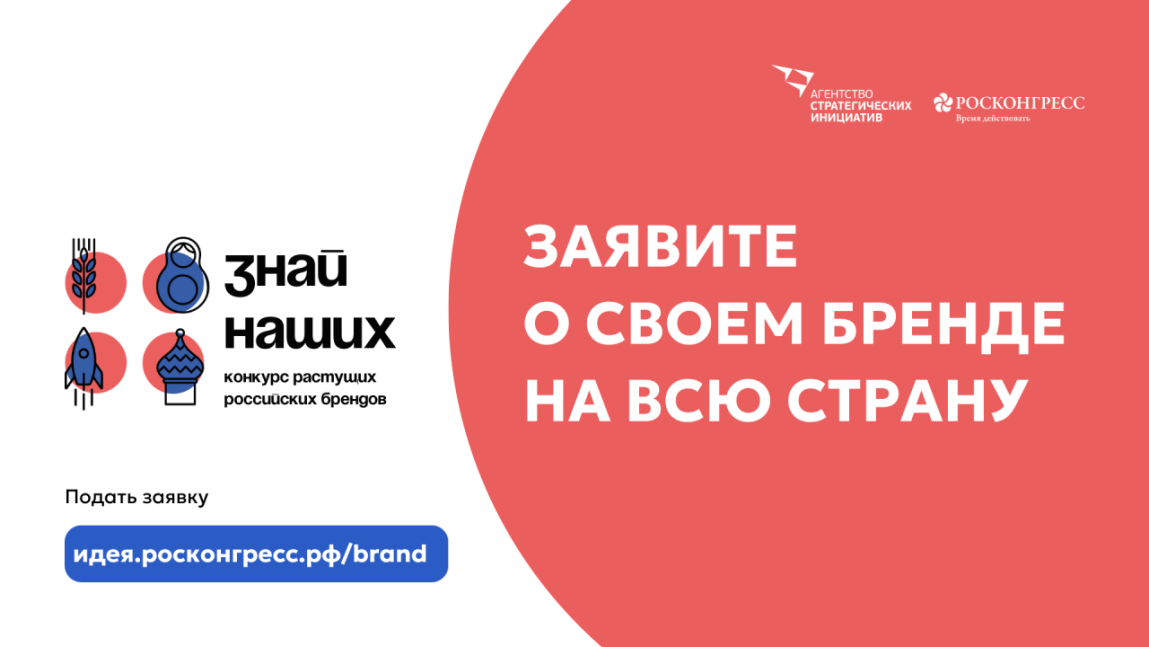 знай
наших
конкурс растущих
российских брендов
Подать заявку
идея.росконгресс.рф/brand
АГЕНТСТВО
СТРАТЕГИЧЕСКИХ
ИНИЦИАТИВ
РОСКОНГРЕСС
Время действовать
ЗАЯВИТЕ
О СВОЕМ БРЕНДЕ
НА ВСЮ СТРАНУ